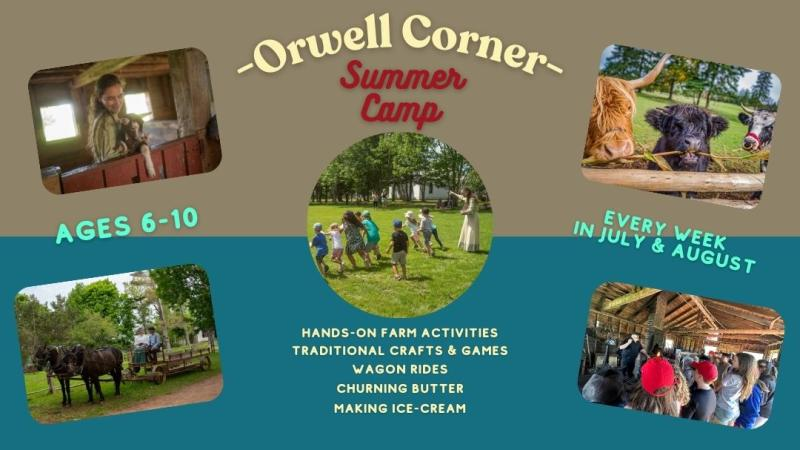 -Orwell Corner-
Summer
Camp
AGES 6-10
EVERY WEEK
IN JULY & AUGUST
HANDS-ON FARM ACTIVITIES
TRADITIONAL CRAFTS & GAMES
WAGON RIDES
CHURNING BUTTER
MAKING ICE-CREAM